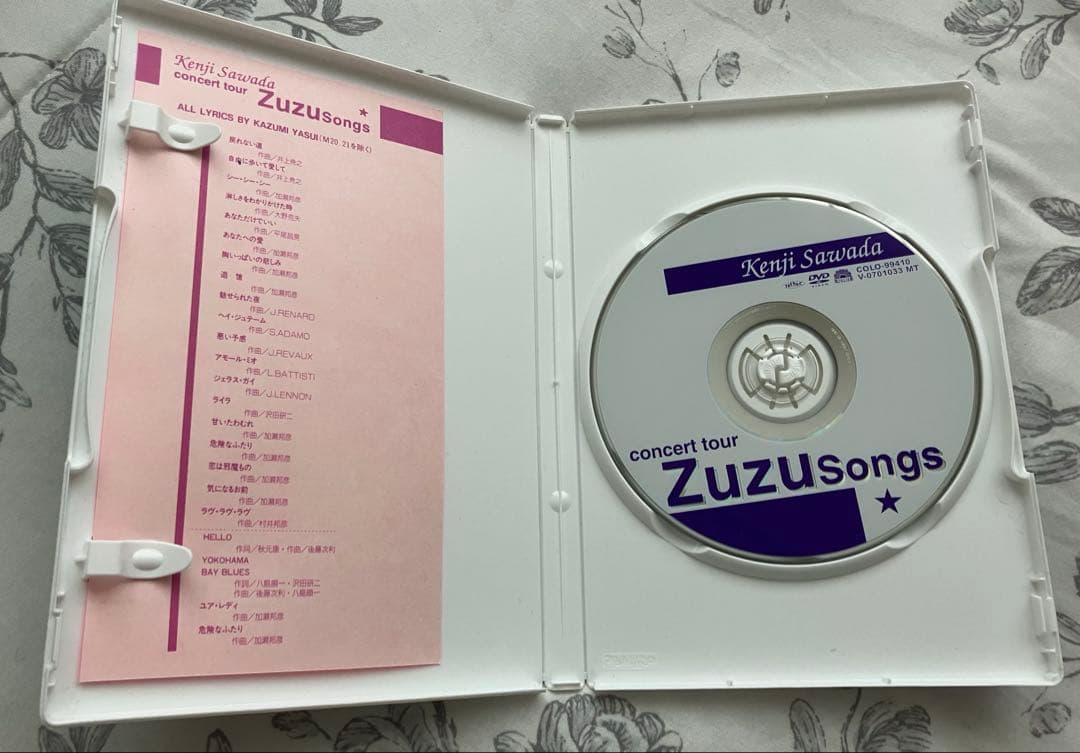 Kenji Sawada
concert tour Zuzu songs ★
ALL LYRICS BY KAZUMI YASUI(M20,21を除く)
戻れない道
作曲／井上堯之
自由に歩いて愛して
作曲／井上堯之
シー・シー・シー
作曲／加瀬邦彦
淋しさをわかりかけた時
作曲／大野克夫
あなただけでいい
作曲／平尾昌晃
あなたへの愛
作曲／加瀬邦彦
胸いっぱいの悲しみ
作曲／加瀬邦彦
追憶
作曲／加瀬邦彦
魅せられた夜
作曲／J.RENARD
ヘイ・ジュテーム
作曲／S.ADAMO
悪い予感
作曲／J.REVAUX
アモール・ミオ
作曲／L.BATTISTI
ジェラス・ガイ
作曲／J.LENNON
ライラ
作曲／沢田研二
甘いたわむれ
作曲／加瀬邦彦
危険なふたり
作曲／加瀬邦彦
恋は邪魔もの
作曲／加瀬邦彦
気になるお前
作曲／加瀬邦彦
ラヴ・ラヴ・ラヴ
作曲／村井邦彦
HELLO
作詞／秋元康・作曲／後藤次利
YOKOHAMA
BAY BLUES
作詞／八島順一・沢田研二
作曲／後藤次利・八島順一
ユア・レディ
作曲／加瀬邦彦
危険なふたり
作曲／加瀬邦彦
Kenji Sawada
DVD
VIDEO
COLO-99410
V-0701033 MT
concert tour
Zuzu songs
★